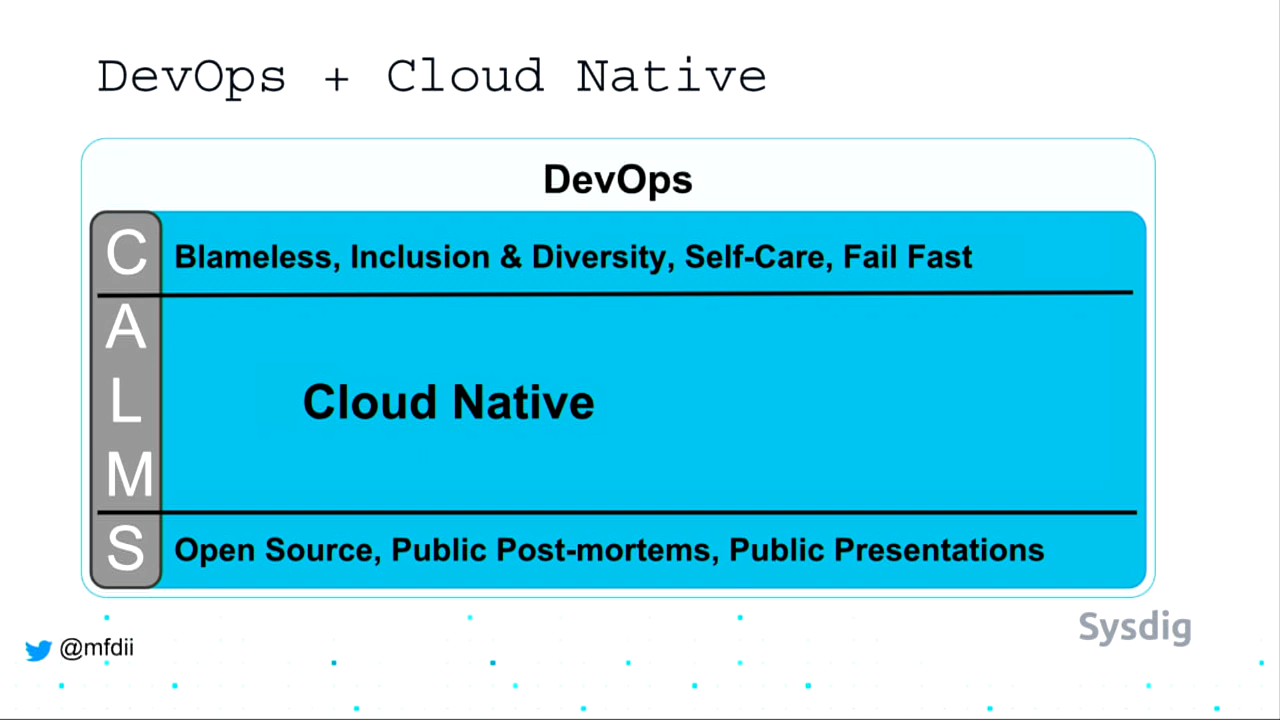 DevOps + Cloud Native
DevOps
C Blameless, Inclusion & Diversity, Self-Care, Fail Fast
A
L Cloud Native
M
S Open Source, Public Post-mortems, Public Presentations
Sysdig
@mfdii